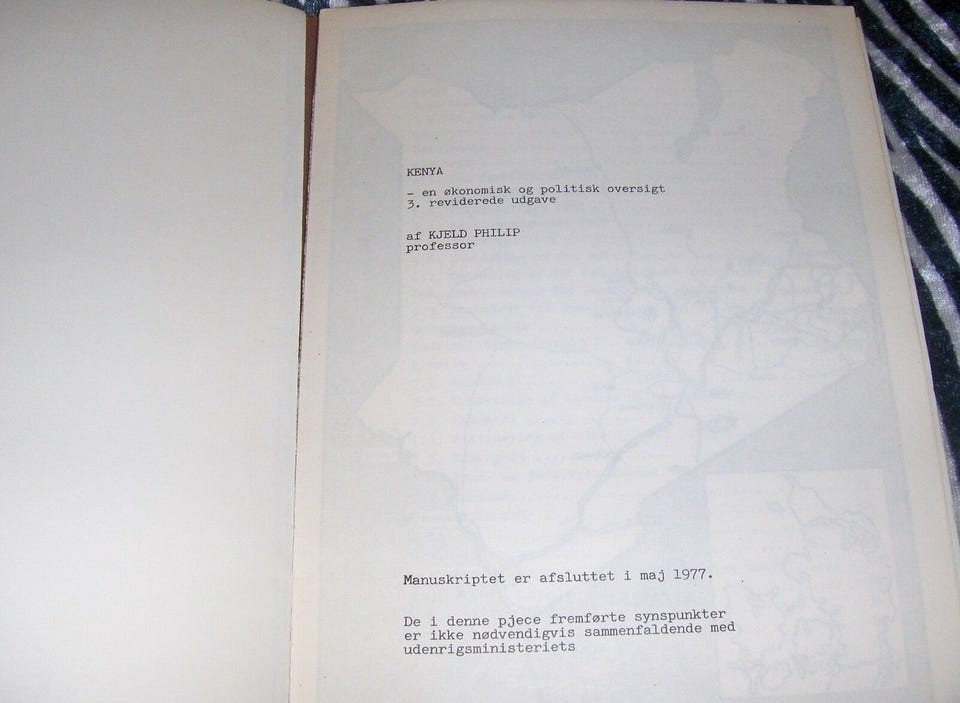 KENYA
- en økonomisk og politisk oversigt
3. reviderede udgave
af KJELD PHILIP
professor
Manuskriptet er afsluttet i maj 1977.
De i denne pjece fremførte synspunkter
er ikke nødvendigvis sammenfaldende med
udenrigsministeriets